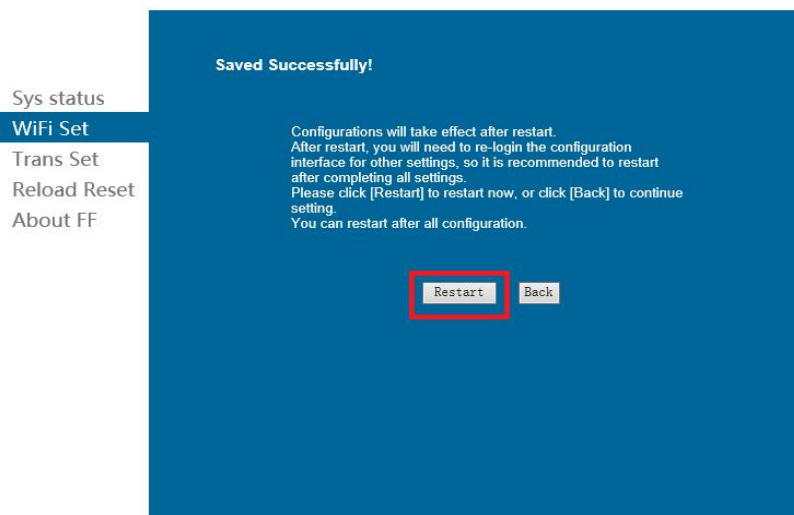 Saved Successfully!
Sys status
WiFi Set
Trans Set
Reload Reset
About FF
Configurations will take effect after restart.
After restart, you will need to re-login the configuration
interface for other settings, so it is recommended to restart
after completing all settings.
Please click [Restart] to restart now, or click [Back] to continue
setting.
You can restart after all configuration.
Restart
Back